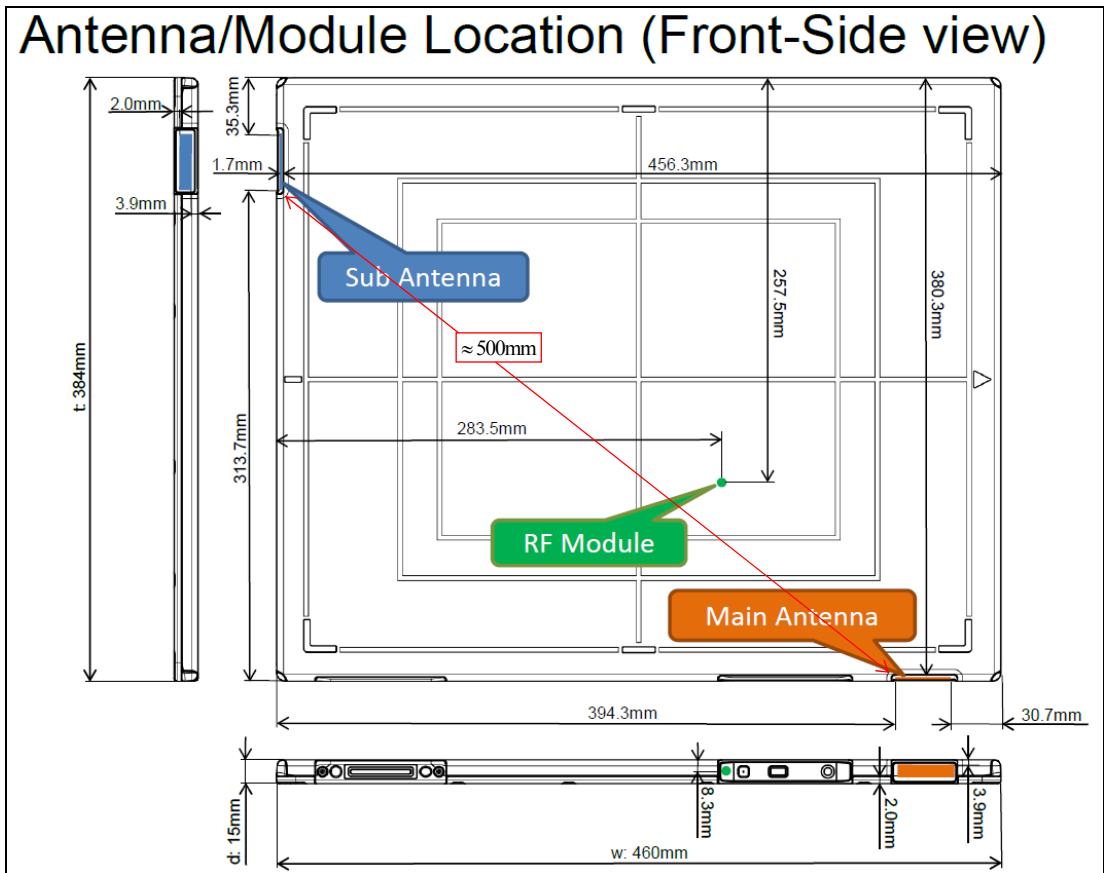 Antenna/Module Location (Front-Side view)
2.0mm
35.3mm
1.7mm
456.3mm
3.9mm
Sub Antenna
257.5mm
380.3mm
≈500mm
t: 384mm
283.5mm
313.7mm
RF Module
Main Antenna
394.3mm
30.7mm
d: 15mm
8.3mm
2.0mm
3.9mm
w: 460mm